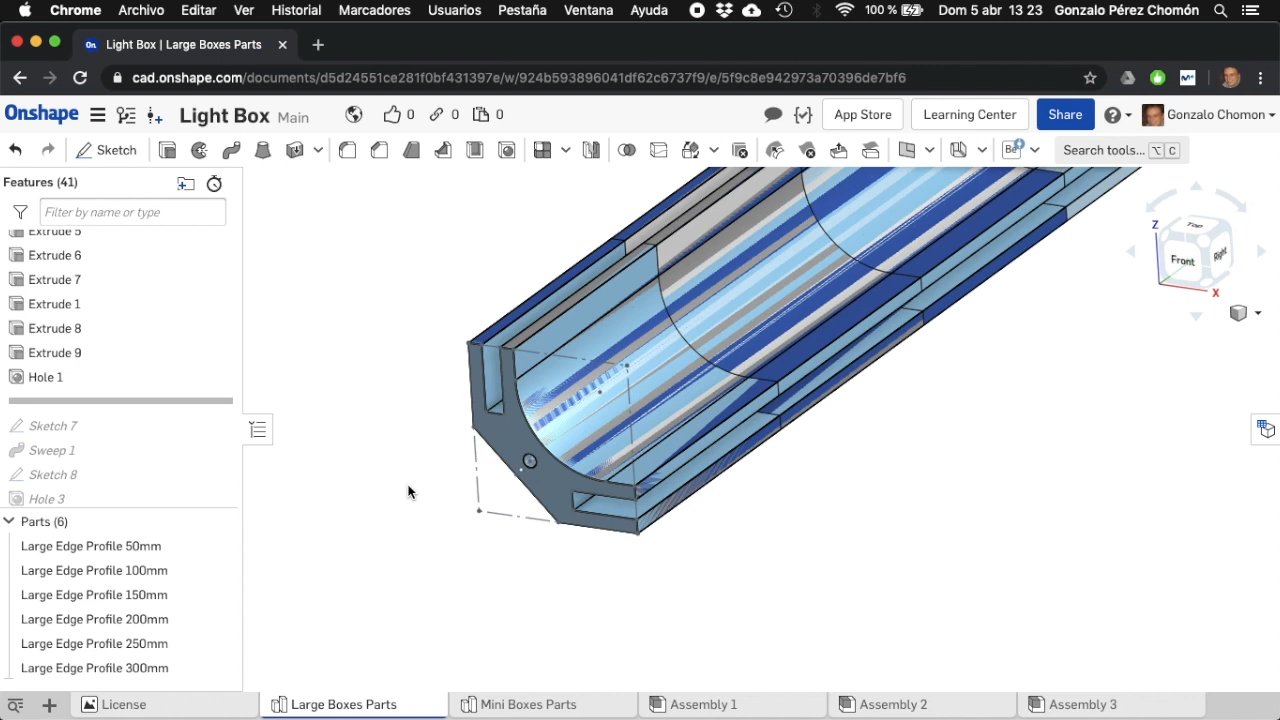 Chrome Archivo Editar Ver Historial Marcadores Usuarios Pestaña Ventana Ayuda 100 % Dom 5 abr 13 23 Gonzalo Pérez Chomón
On Light Box | Large Boxes Parts
cad.onshape.com/documents/d5d24551ce281f0bf431397e/w/924b593896041df62c6737f9/e/5f9c8e942973a70396de7bf6
Onshape Light Box Main 0 0 0 App Store Learning Center Share Gonzalo Chomon
Sketch Be Search tools... ⌥ C
Features (41)
Filter by name or type
Extrude 5
Extrude 6
Extrude 7
Extrude 1
Extrude 8
Extrude 9
Hole 1
Sketch 7
Sweep 1
Sketch 8
Hole 3
Parts (6)
Large Edge Profile 50mm
Large Edge Profile 100mm
Large Edge Profile 150mm
Large Edge Profile 200mm
Large Edge Profile 250mm
Large Edge Profile 300mm
Z
Top
Front
Right
X
License Large Boxes Parts Mini Boxes Parts Assembly 1 Assembly 2 Assembly 3